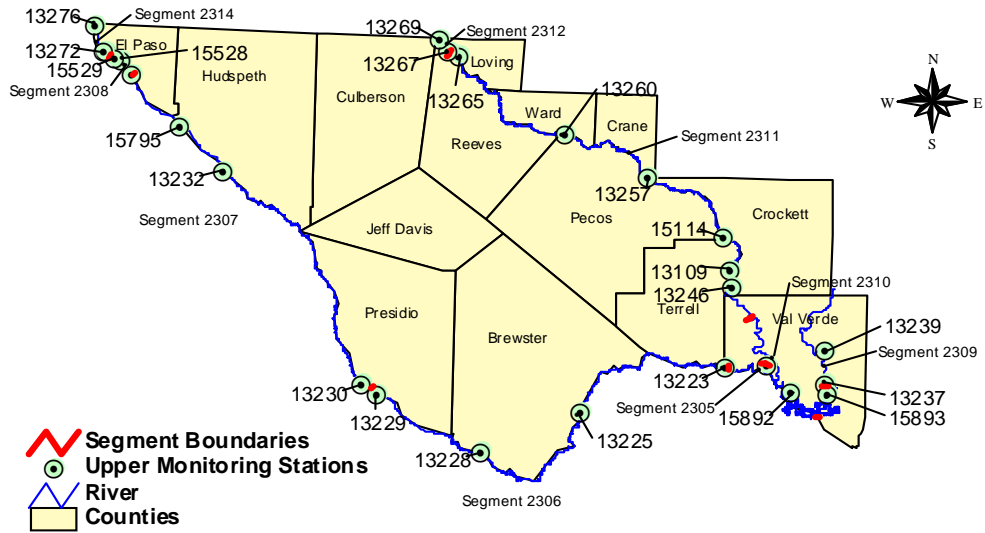 13276
Segment 2314
13269
Segment 2312
13272
El Paso
15528
15529
Hudspeth
Segment 2308
13267
Loving
13265
Culberson
13260
Ward
Crane
Segment 2311
Reeves
15795
13232
13257
Segment 2307
Pecos
Crockett
Jeff Davis
15114
13109
13246
Segment 2310
Terrell
Val Verde
Presidio
Brewster
13239
Segment 2309
13223
13230
13229
Segment 2305
15892
13237
15893
13225
13228
Segment 2306
N
W
E
S
Segment Boundaries
Upper Monitoring Stations
River
Counties